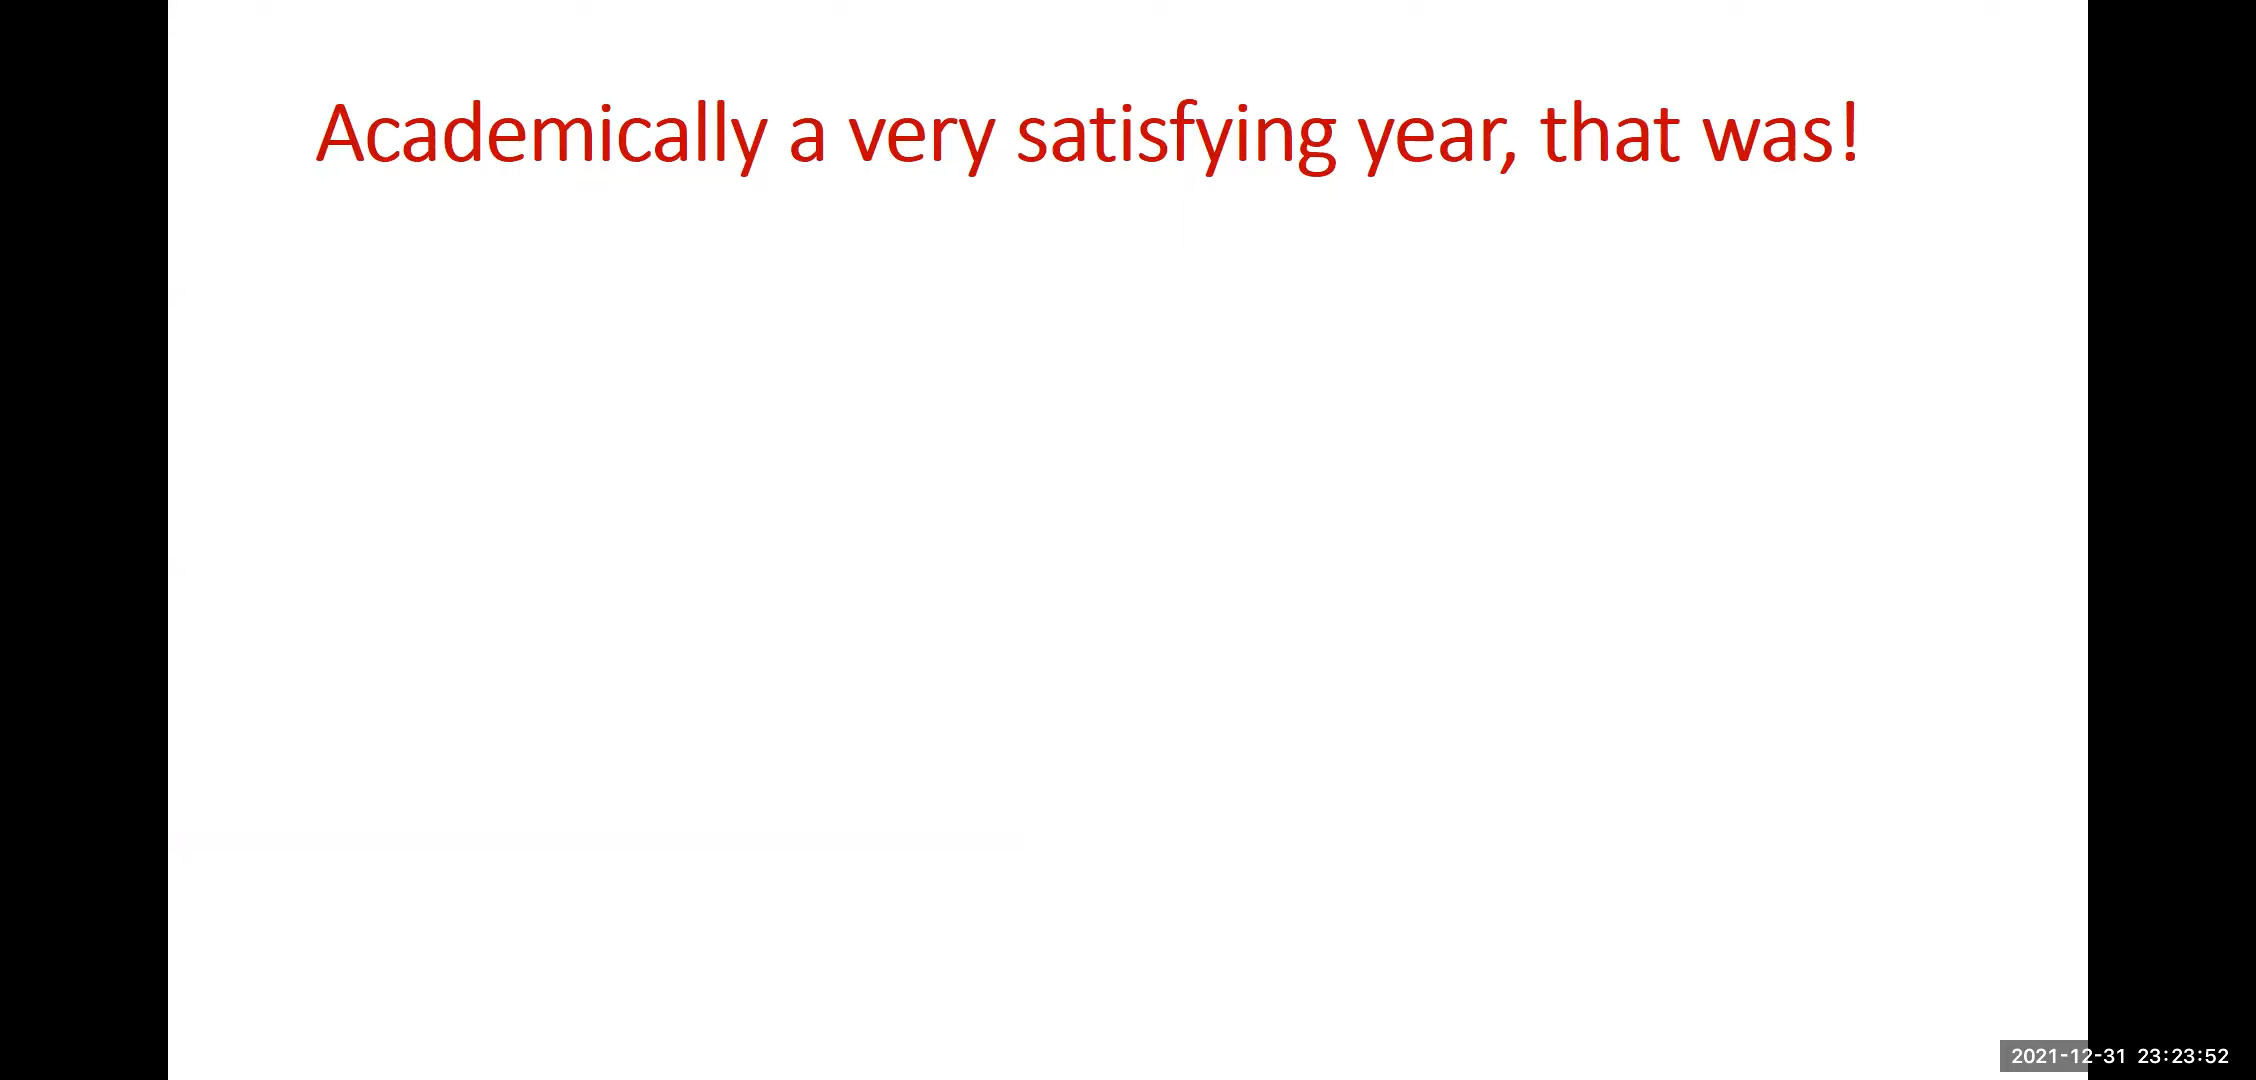 Academically a very satisfying year, that was!
2021-12-31 23:23:52